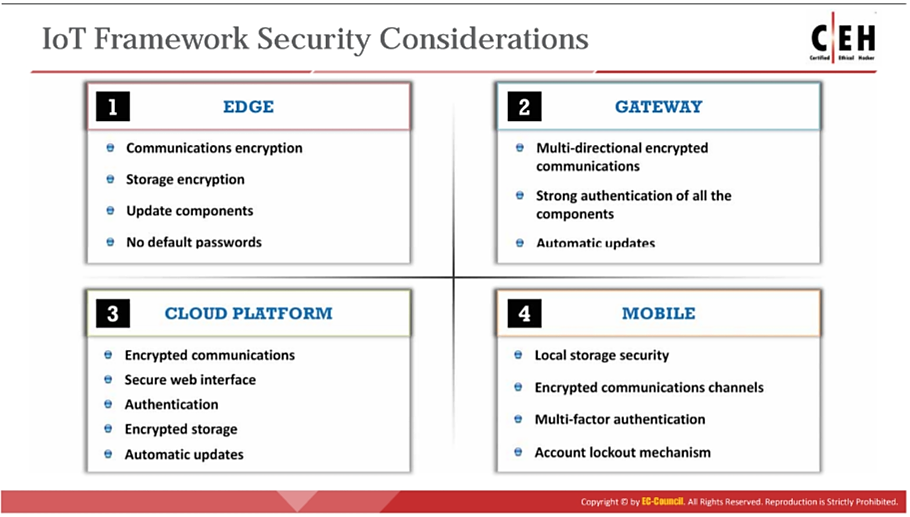 IoT Framework Security Considerations
CEH
Certified Ethical Hacker
1
EDGE
Communications encryption
Storage encryption
Update components
No default passwords
2
GATEWAY
Multi-directional encrypted
communications
Strong authentication of all the
components
Automatic updates
3
CLOUD PLATFORM
Encrypted communications
Secure web interface
Authentication
Encrypted storage
Automatic updates
4
MOBILE
Local storage security
Encrypted communications channels
Multi-factor authentication
Account lockout mechanism
Copyright © by EC-Council. All Rights Reserved. Reproduction is Strictly Prohibited.